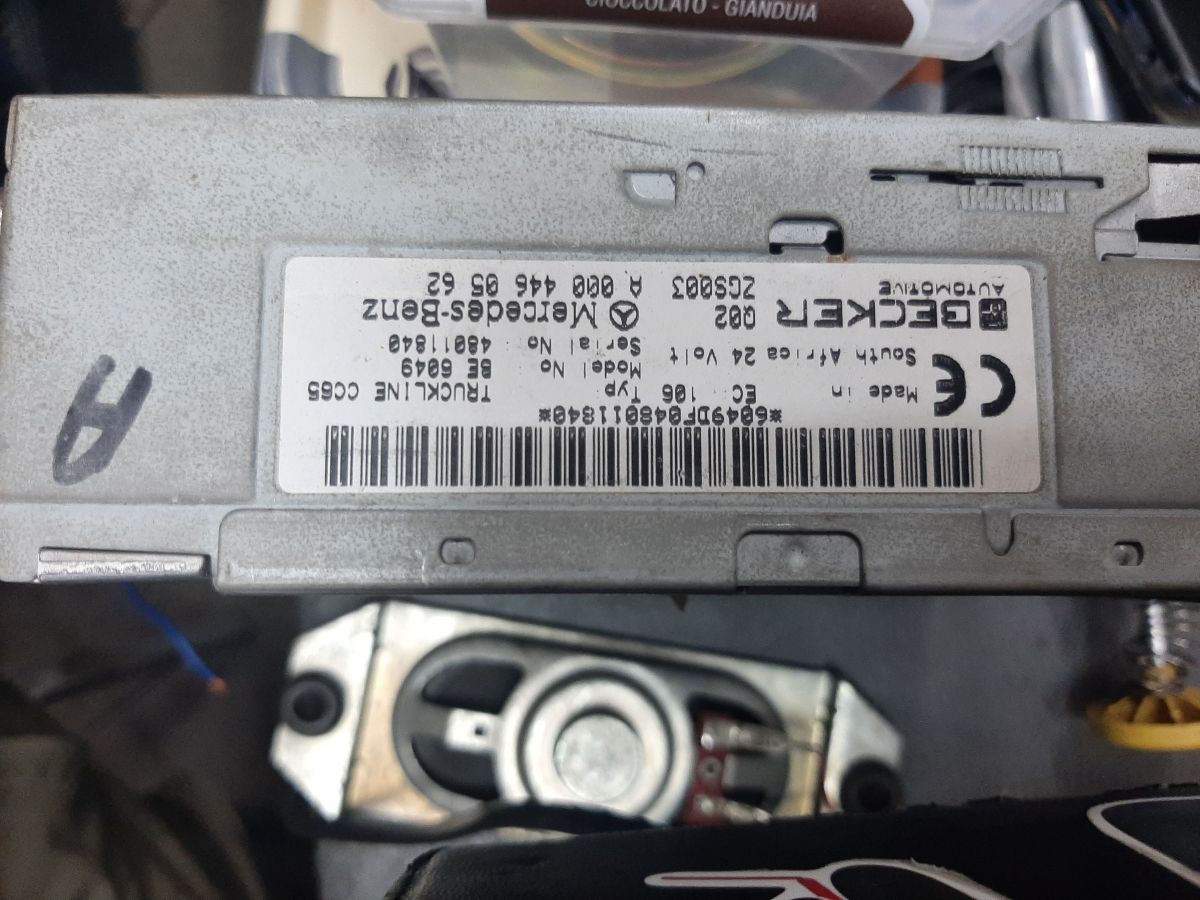 CIOCCOLATO - GIANDUIA
*6049DF048011840*
CE Made in South Africa
EC 106
24 Volt
Typ: TRUCKLINE CC65
Model No: BE 6049
Serial No: 48011840
BECKER
AUTOMOTIVE
Q02
ZGS003
Mercedes-Benz
A 000 446 05 62
A